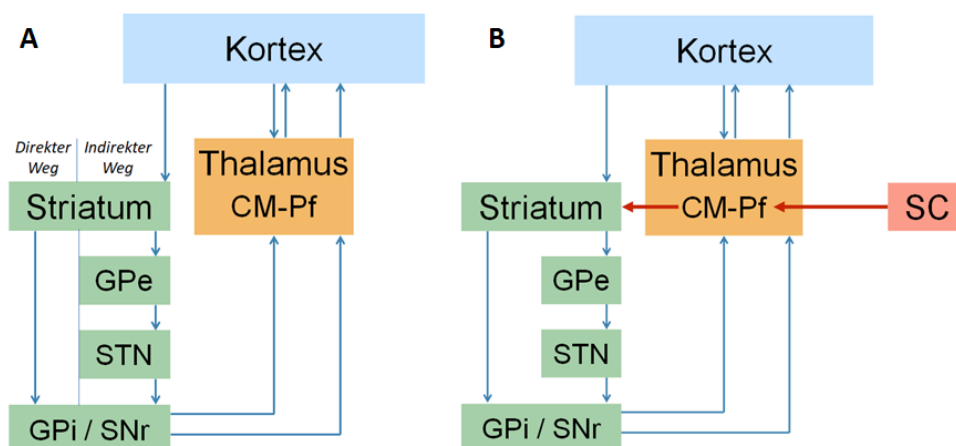 A
Kortex
Direkter
Weg
Indirekter
Weg
Thalamus
CM-Pf
Striatum
GPe
STN
GPi / SNr
B
Kortex
Thalamus
CM-Pf
Striatum
SC
GPe
STN
GPi / SNr